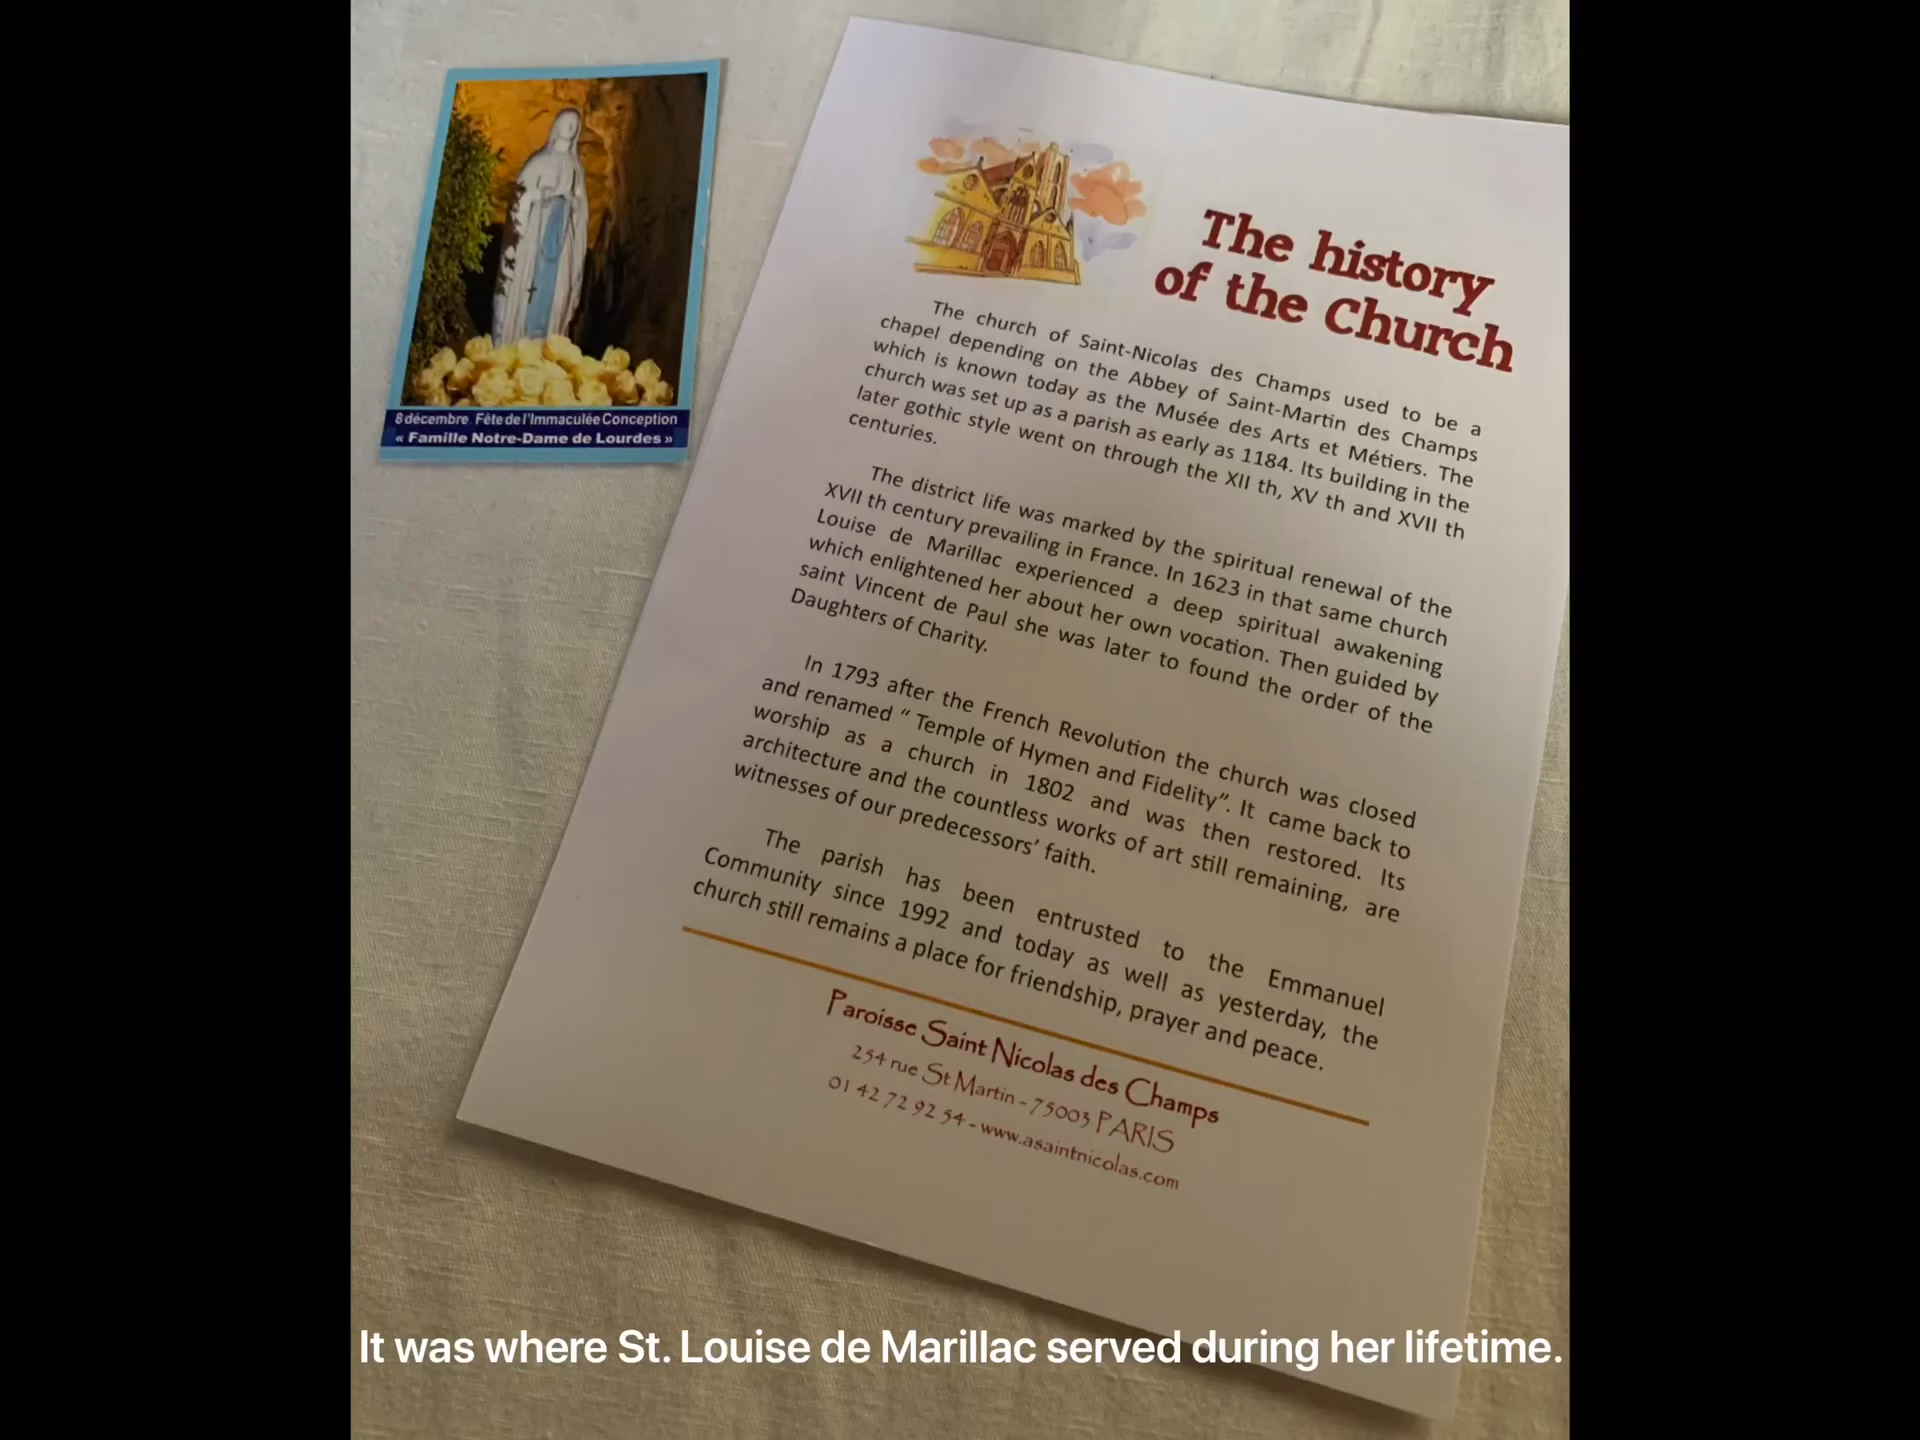 8 décembre Fête de l'Immaculée Conception
« Famille Notre-Dame de Lourdes »
The history
of the Church
The church of Saint-Nicolas des Champs used to be a
chapel depending on the Abbey of Saint-Martin des Champs
which is known today as the Musée des Arts et Métiers. The
church was set up as a parish as early as 1184. Its building in the
later gothic style went on through the XII th, XV th and XVII th
centuries.
The district life was marked by the spiritual renewal of the
XVII th century prevailing in France. In 1623 in that same church
Louise de Marillac experienced a deep spiritual awakening
which enlightened her about her own vocation. Then guided by
saint Vincent de Paul she was later to found the order of the
Daughters of Charity.
In 1793 after the French Revolution the church was closed
and renamed “ Temple of Hymen and Fidelity”. It came back to
worship as a church in 1802 and was then restored. Its
architecture and the countless works of art still remaining, are
witnesses of our predecessors’ faith.
The parish has been entrusted to the Emmanuel
Community since 1992 and today as well as yesterday, the
church still remains a place for friendship, prayer and peace.
Paroisse Saint Nicolas des Champs
254 rue St Martin - 75003 PARIS
01 42 72 92 54 - www.asaintnicolas.com
It was where St. Louise de Marillac served during her lifetime.